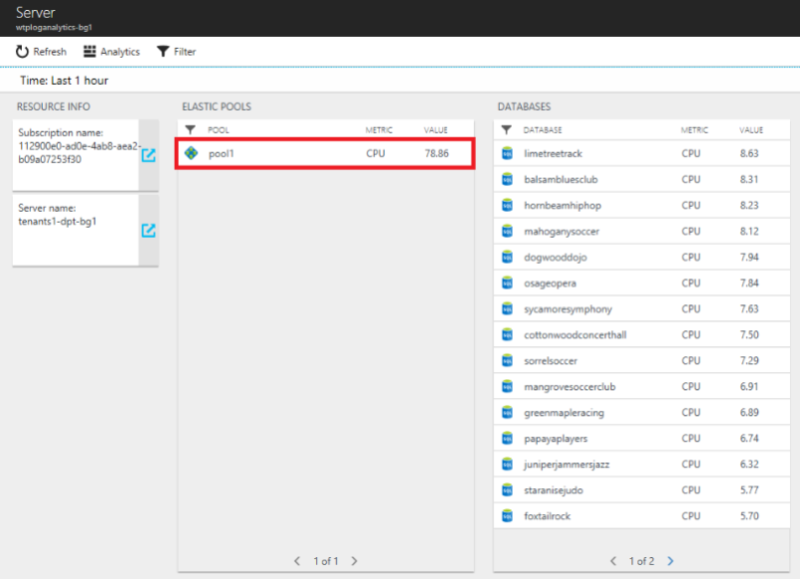 Server
wtploganalytics-bg1
Refresh Analytics Filter
Time: Last 1 hour
RESOURCE INFO
Subscription name:
112900e0-ad0e-4ab8-aea2-
b09a07253f30
Server name:
tenants1-dpt-bg1
ELASTIC POOLS
POOL METRIC VALUE
pool1 CPU 78.86
1 of 1
DATABASES
DATABASE METRIC VALUE
limetreetrack CPU 8.63
balsambluesclub CPU 8.31
hornbeamhiphop CPU 8.23
mahoganysoccer CPU 8.12
dogwooddojo CPU 7.94
osageopera CPU 7.84
sycamoresymphony CPU 7.63
cottonwoodconcerthall CPU 7.50
sorrelsoccer CPU 7.29
mangrovesoccerclub CPU 6.91
greenmapleracing CPU 6.89
papayaplayers CPU 6.74
juniperjammersjazz CPU 6.32
staranisejudo CPU 5.77
foxtailrock CPU 5.70
1 of 2